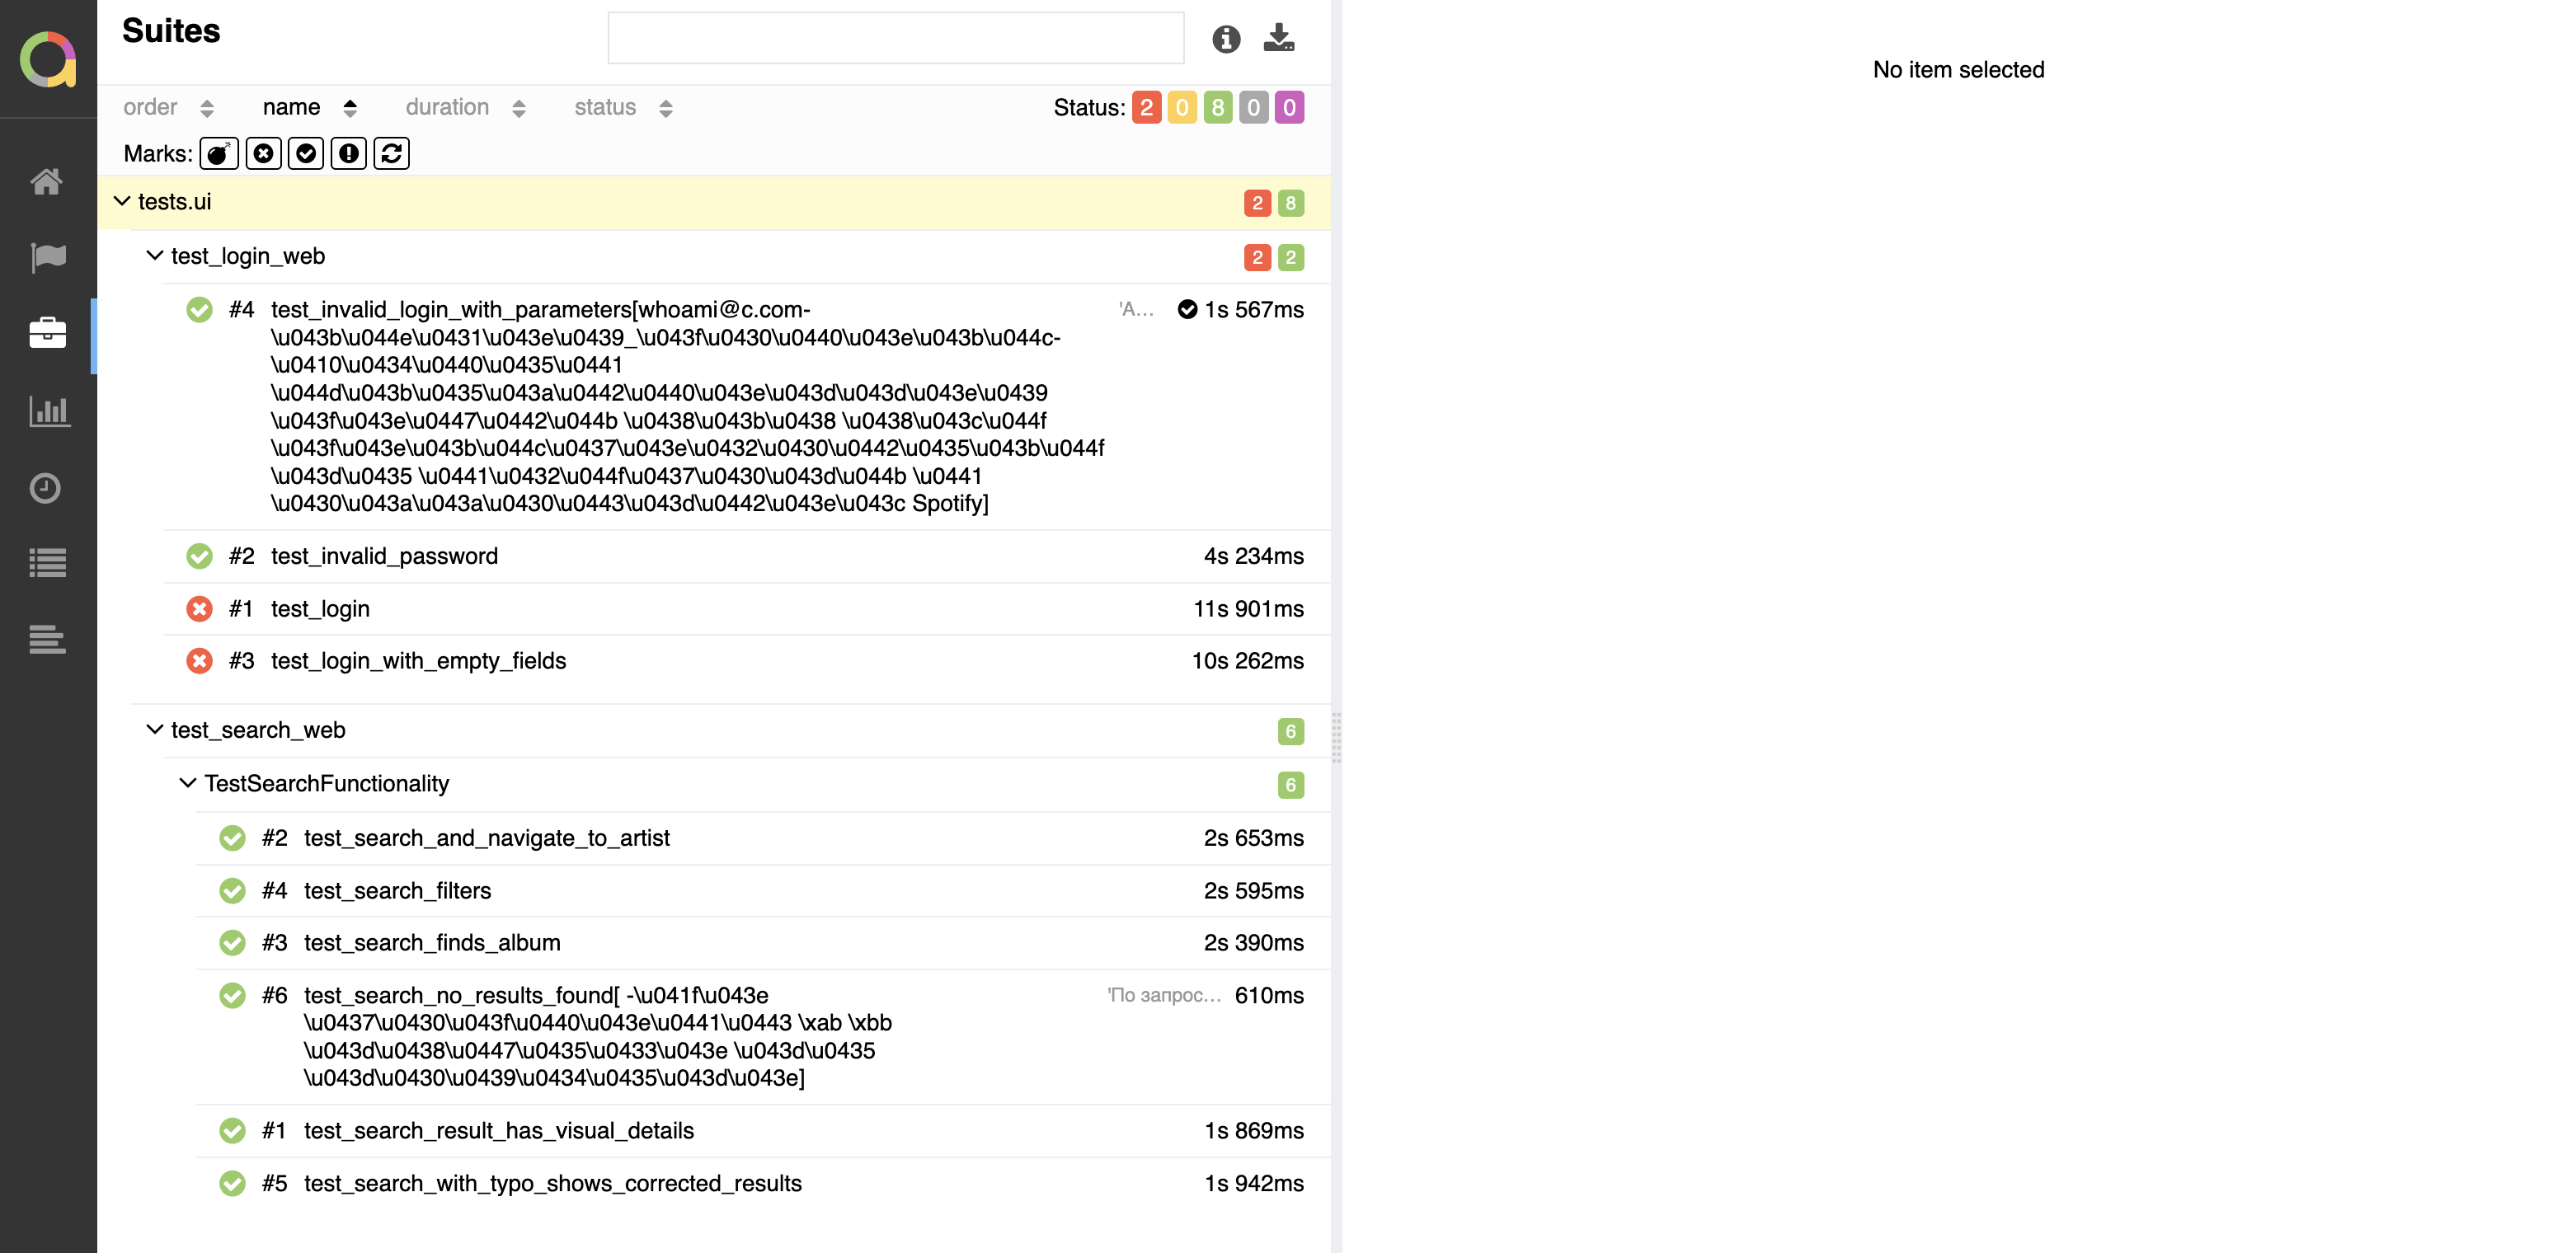 Suites
No item selected
order name duration status Status: 2 0 8 0 0
Marks:
tests.ui 2 8
test_login_web 2 2
#4 test_invalid_login_with_parameters[whoami@c.com- 'А... 1s 567ms
\u043b\u044e\u0431\u043e\u0439_\u043f\u0430\u0440\u043e\u043b\u044c-
\u0410\u0434\u0440\u0435\u0441
\u044d\u043b\u0435\u043a\u0442\u0440\u043e\u043d\u043d\u043e\u0439
\u043f\u043e\u0447\u0442\u044b \u0438\u043b\u0438 \u0438\u043c\u044f
\u043f\u043e\u043b\u044c\u0437\u043e\u0432\u0430\u0442\u0435\u043b\u044f
\u043d\u0435 \u0441\u0432\u044f\u0437\u0430\u043d\u044b \u0441
\u0430\u043a\u043a\u0430\u0443\u043d\u0442\u043e\u043c Spotify]
#2 test_invalid_password 4s 234ms
#1 test_login 11s 901ms
#3 test_login_with_empty_fields 10s 262ms
test_search_web 6
TestSearchFunctionality 6
#2 test_search_and_navigate_to_artist 2s 653ms
#4 test_search_filters 2s 595ms
#3 test_search_finds_album 2s 390ms
#6 test_search_no_results_found[ -\u041f\u043e 'По запрос... 610ms
\u0437\u0430\u043f\u0440\u043e\u0441\u0443 \xab \xbb
\u043d\u0438\u0447\u0435\u0433\u043e \u043d\u0435
\u043d\u0430\u0439\u0434\u0435\u043d\u043e]
#1 test_search_result_has_visual_details 1s 869ms
#5 test_search_with_typo_shows_corrected_results 1s 942ms